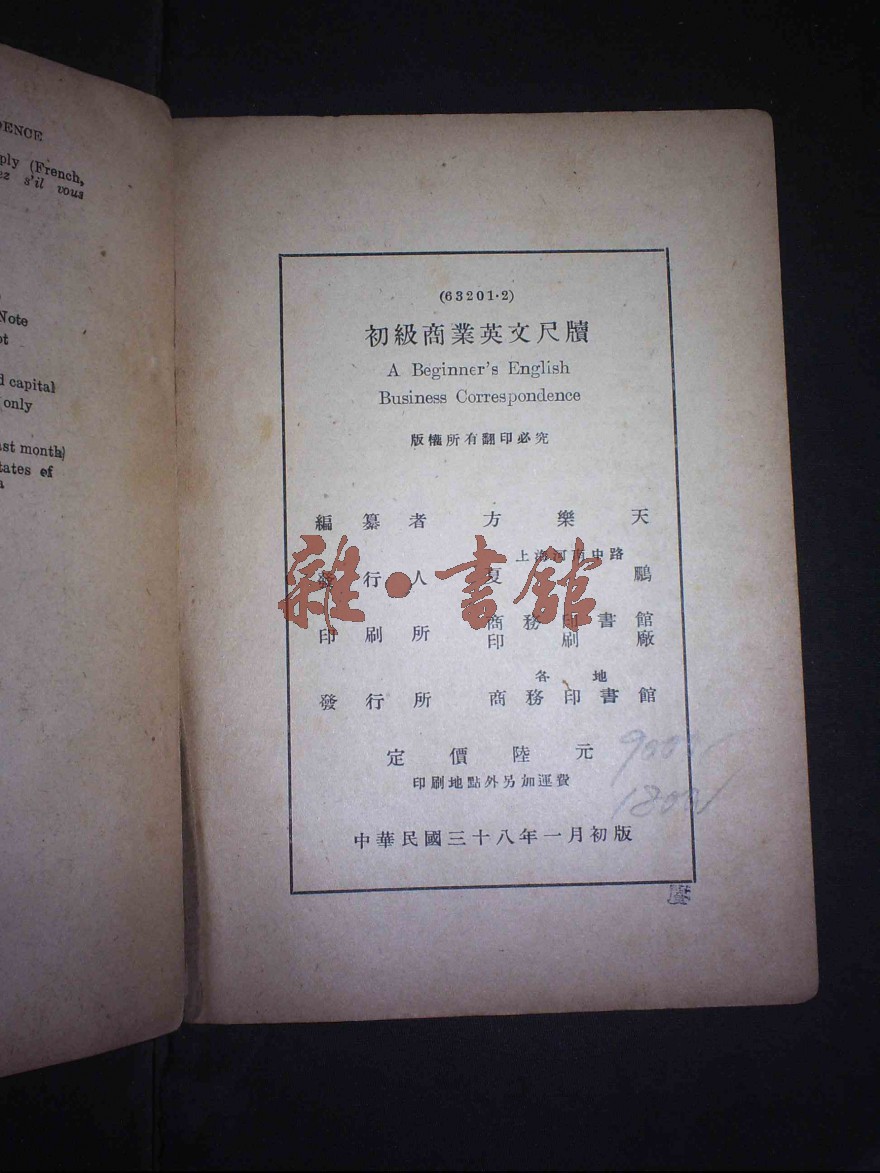 DENCE
ply (French,
ez s'il vous
Note
ot
d capital
only
ast month)
tates of
(63201·2)
初級商業英文尺牘
A Beginner's English
Business Correspondence
版權所有翻印必究
編纂者 方樂天
上海河南中路
發行人 夏鵬
印刷所 商務印書館
印刷廠
各地
發行所 商務印書館
定價陸元
印刷地點外另加運費
中華民國三十八年一月初版
雜·書館